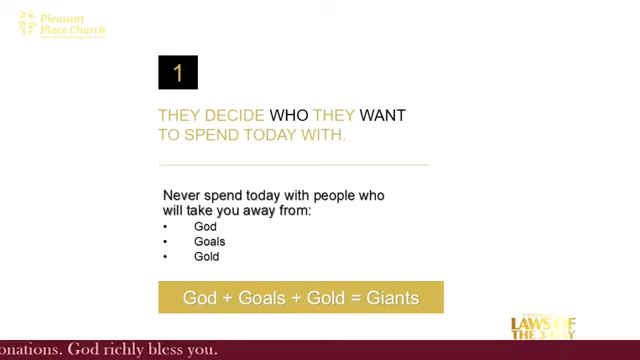 Pleasant
Place Church
1
THEY DECIDE WHO THEY WANT
TO SPEND TODAY WITH.
Never spend today with people who
will take you away from:
• God
• Goals
• Gold
God + Goals + Gold = Giants
LAWS OF
THE 3-DAY
onations. God richly bless you.